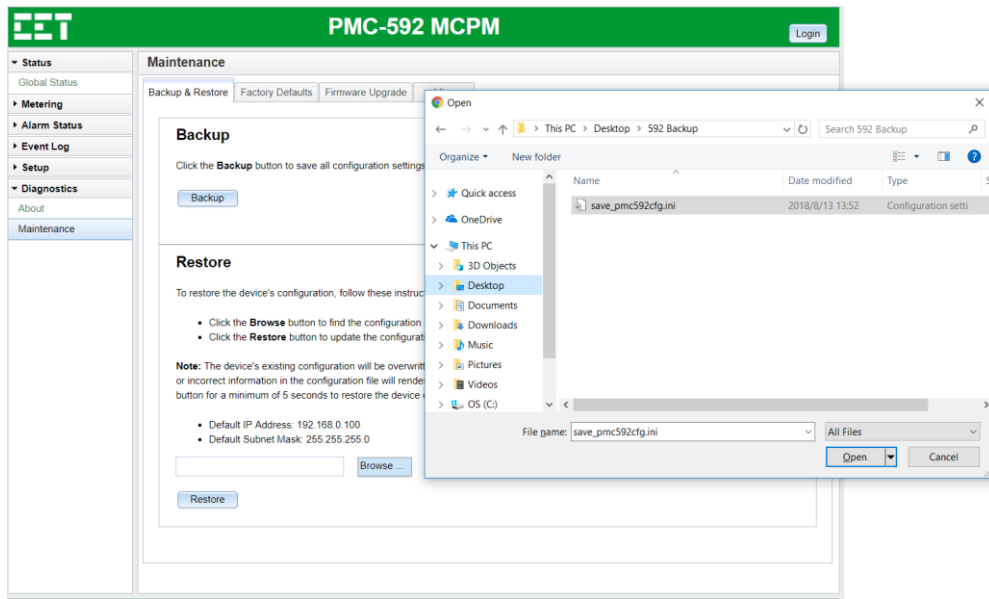 CET
PMC-592 MCPM
Login
Status
Global Status
Metering
Alarm Status
Event Log
Setup
Diagnostics
About
Maintenance
Maintenance
Backup & Restore
Factory Defaults
Firmware Upgrade
Backup
Click the Backup button to save all configuration settings
Backup
Restore
To restore the device's configuration, follow these instruc
• Click the Browse button to find the configuration
• Click the Restore button to update the configurati
Note: The device's existing configuration will be overwritt
or incorrect information in the configuration file will rende
button for a minimum of 5 seconds to restore the device
• Default IP Address: 192.168.0.100
• Default Subnet Mask: 255.255.255.0
Browse ...
Restore
Open
This PC > Desktop > 592 Backup
Search 592 Backup
Organize
New folder
Name
Date modified
Type
S
save_pmc592cfg.ini
2018/8/13 13:52
Configuration setti
Quick access
OneDrive
This PC
3D Objects
Desktop
Documents
Downloads
Music
Pictures
Videos
OS (C:)
File name:
save_pmc592cfg.ini
All Files
Open
Cancel